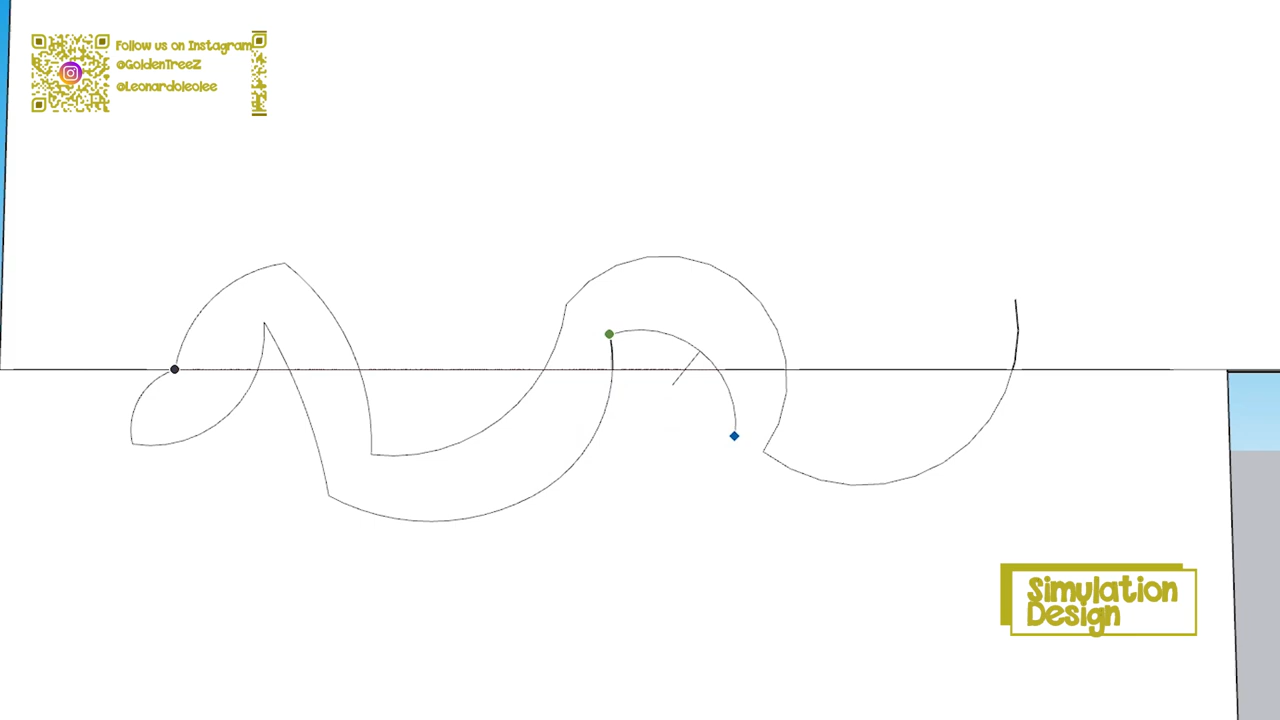 Follow us on Instagram
@GoldenTreeZ
@Leonardoleolee
Simulation
Design